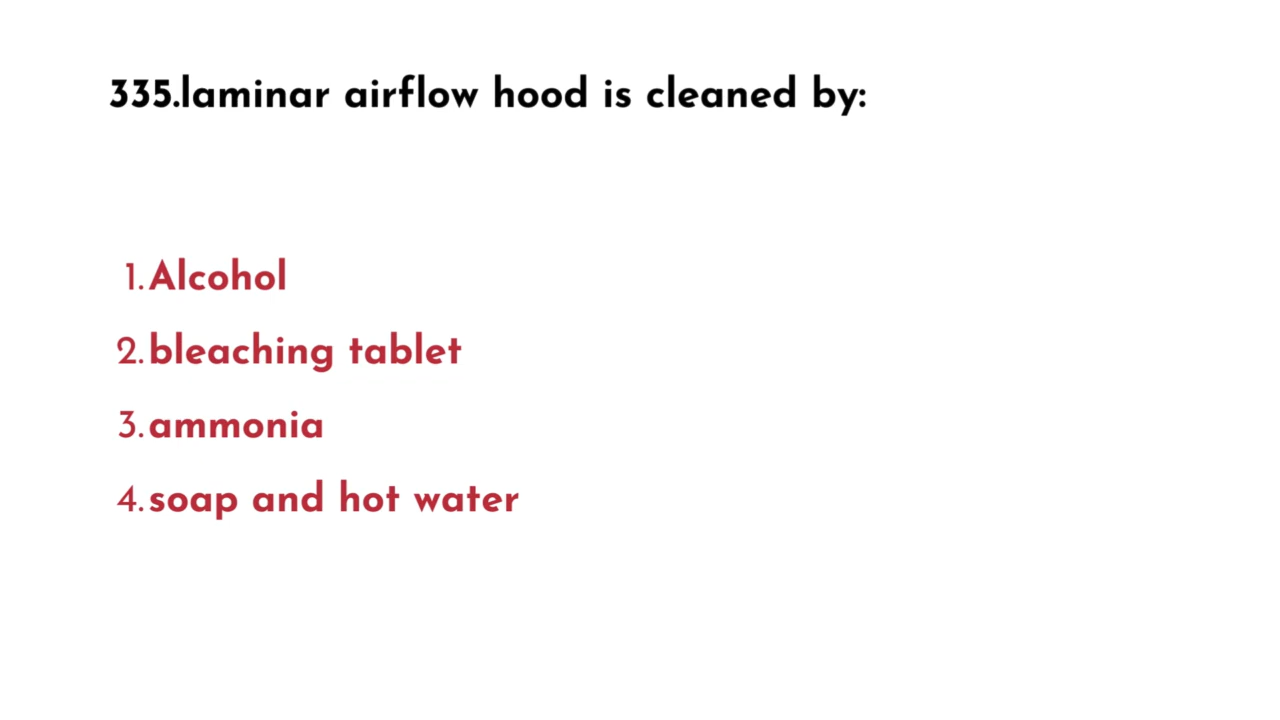 335.laminar airflow hood is cleaned by:
1. Alcohol
2. bleaching tablet
3. ammonia
4. soap and hot water